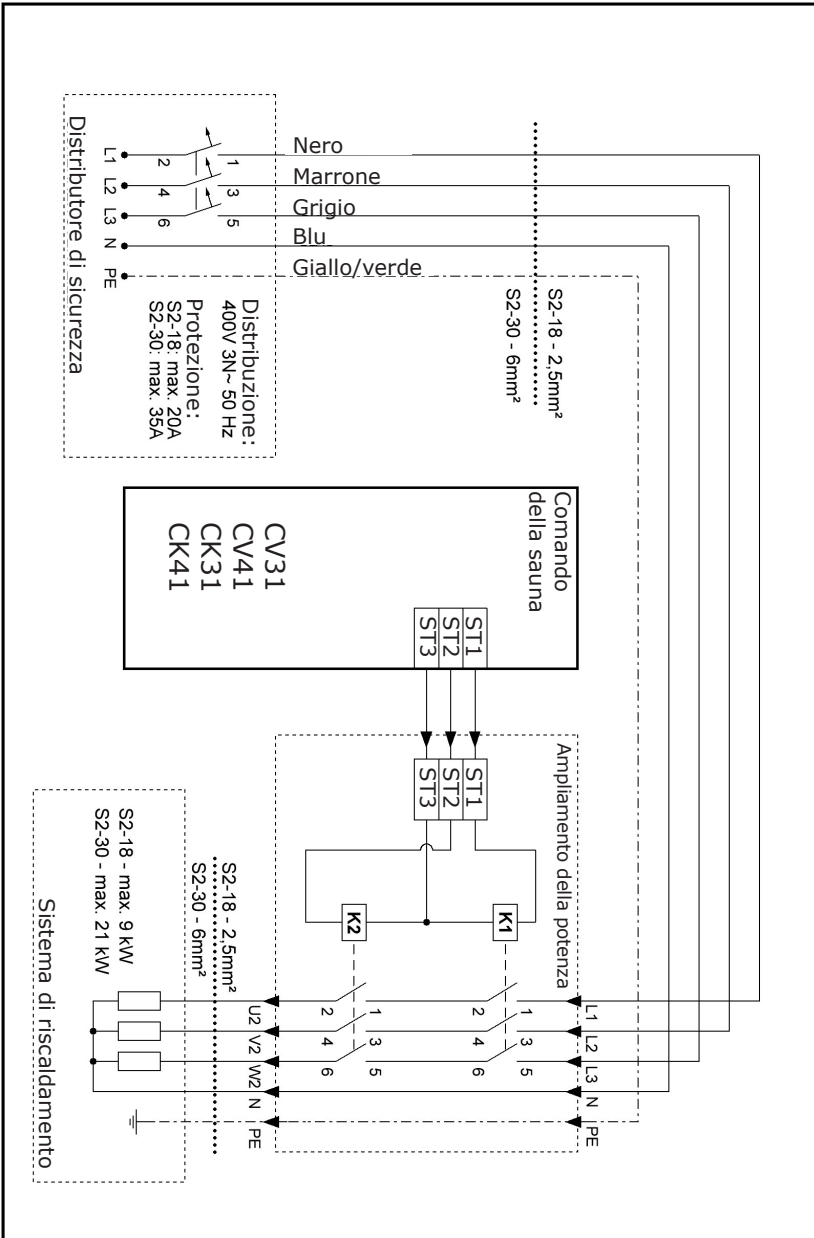 Distributore di sicurezza
L1
L2
L3
N
PE
2
4
6
1
3
5
Nero
Marrone
Grigio
Blu
Giallo/verde
Distribuzione:
400V 3N~ 50 Hz
Protezione:
S2-18: max. 20A
S2-30: max. 35A
S2-18 - 2,5mm²
S2-30 - 6mm²
Comando
della sauna
CV31
CV41
CK31
CK41
ST1
ST2
ST3
Ampliamento della potenza
ST1
ST2
ST3
K1
K2
L1
L2
L3
N
PE
1
3
5
2
4
6
1
3
5
2
4
6
U2
V2
W2
N
PE
S2-18 - 2,5mm²
S2-30 - 6mm²
S2-18 - max. 9 kW
S2-30 - max. 21 kW
Sistema di riscaldamento